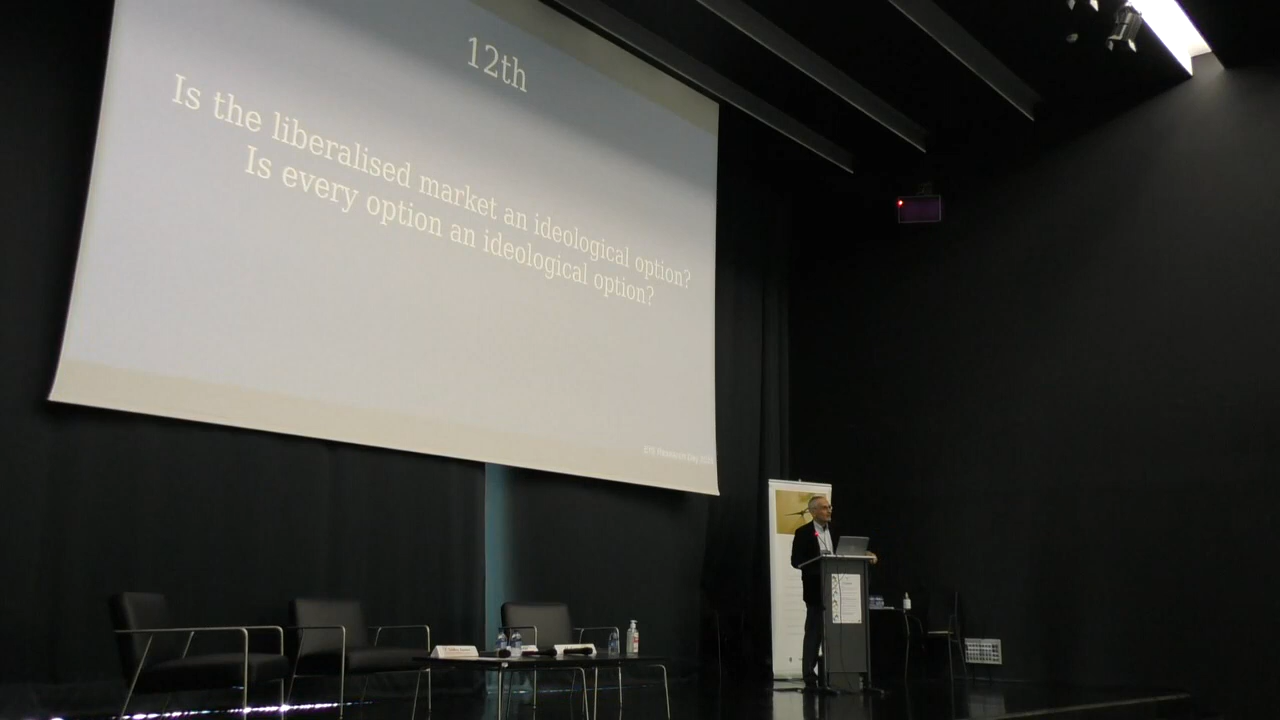 12th
Is the liberalised market an ideological option?
Is every option an ideological option?